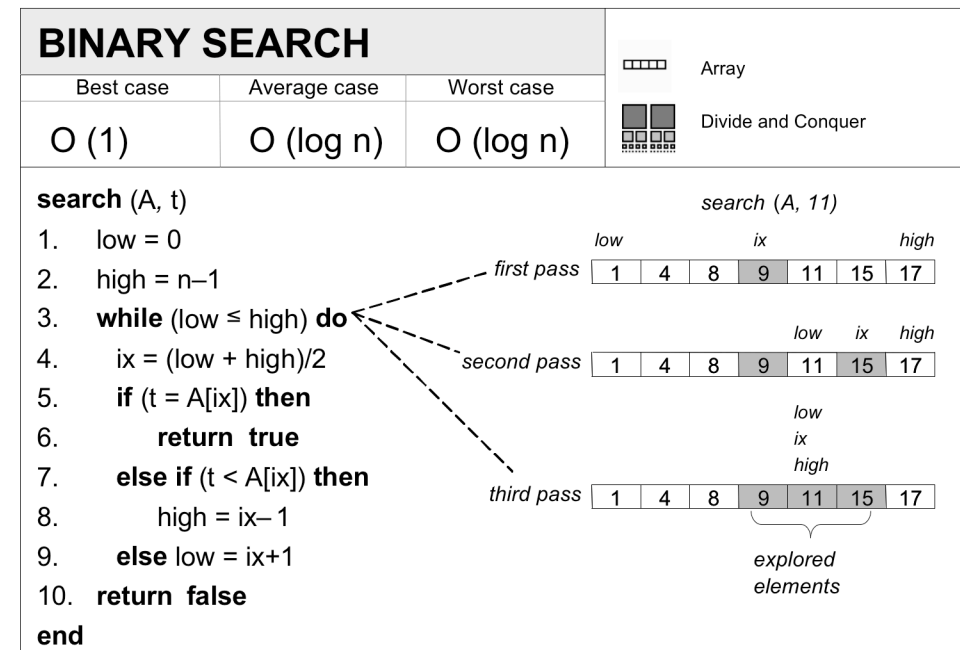 BINARY SEARCH
Best case Average case Worst case
O (1) O (log n) O (log n)
Array
Divide and Conquer
search (A, t)
1. low = 0
2. high = n–1
3. while (low ≤ high) do
4. ix = (low + high)/2
5. if (t = A[ix]) then
6. return true
7. else if (t < A[ix]) then
8. high = ix– 1
9. else low = ix+1
10. return false
end
search (A, 11)
low ix high
first pass 1 4 8 9 11 15 17
low ix high
second pass 1 4 8 9 11 15 17
low
ix
high
third pass 1 4 8 9 11 15 17
explored
elements